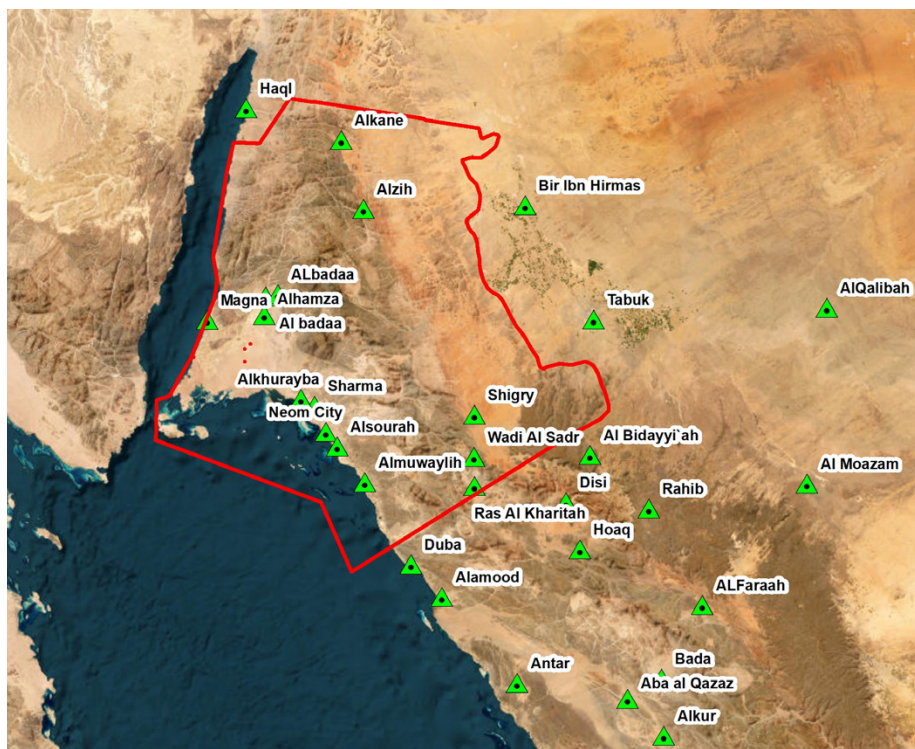 Haql
Alkane
Alzih
Bir Ibn Hirmas
ALbadaa
Magna
Alhamza
AlQalibah
Tabuk
Al badaa
Alkhurayba
Sharma
Shigry
Neom City
Alsourah
Wadi Al Sadr
Al Bidayyi`ah
Almuwaylih
Al Moazam
Disi
Rahib
Ras Al Kharitah
Hoaq
Duba
Alamood
ALFaraah
Bada
Antar
Aba al Qazaz
Alkur